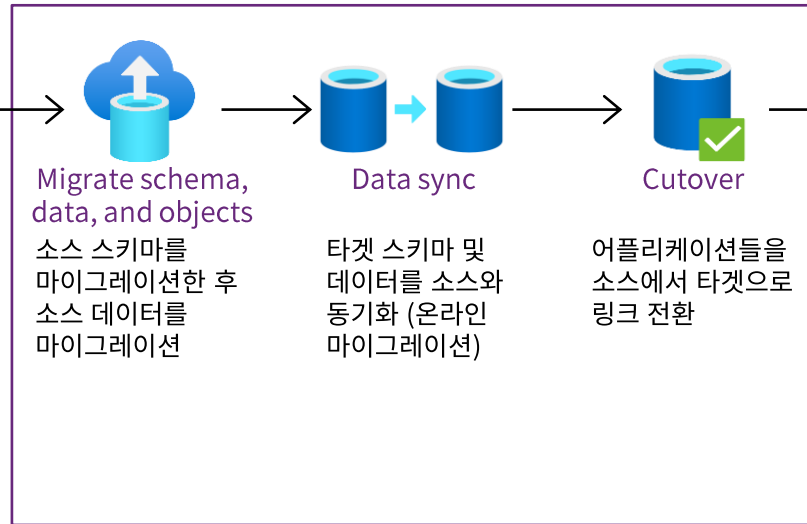 Migrate schema,
data, and objects
소스 스키마를
마이그레이션한 후
소스 데이터를
마이그레이션
Data sync
타겟 스키마 및
데이터를 소스와
동기화 (온라인
마이그레이션)
Cutover
어플리케이션들을
소스에서 타겟으로
링크 전환